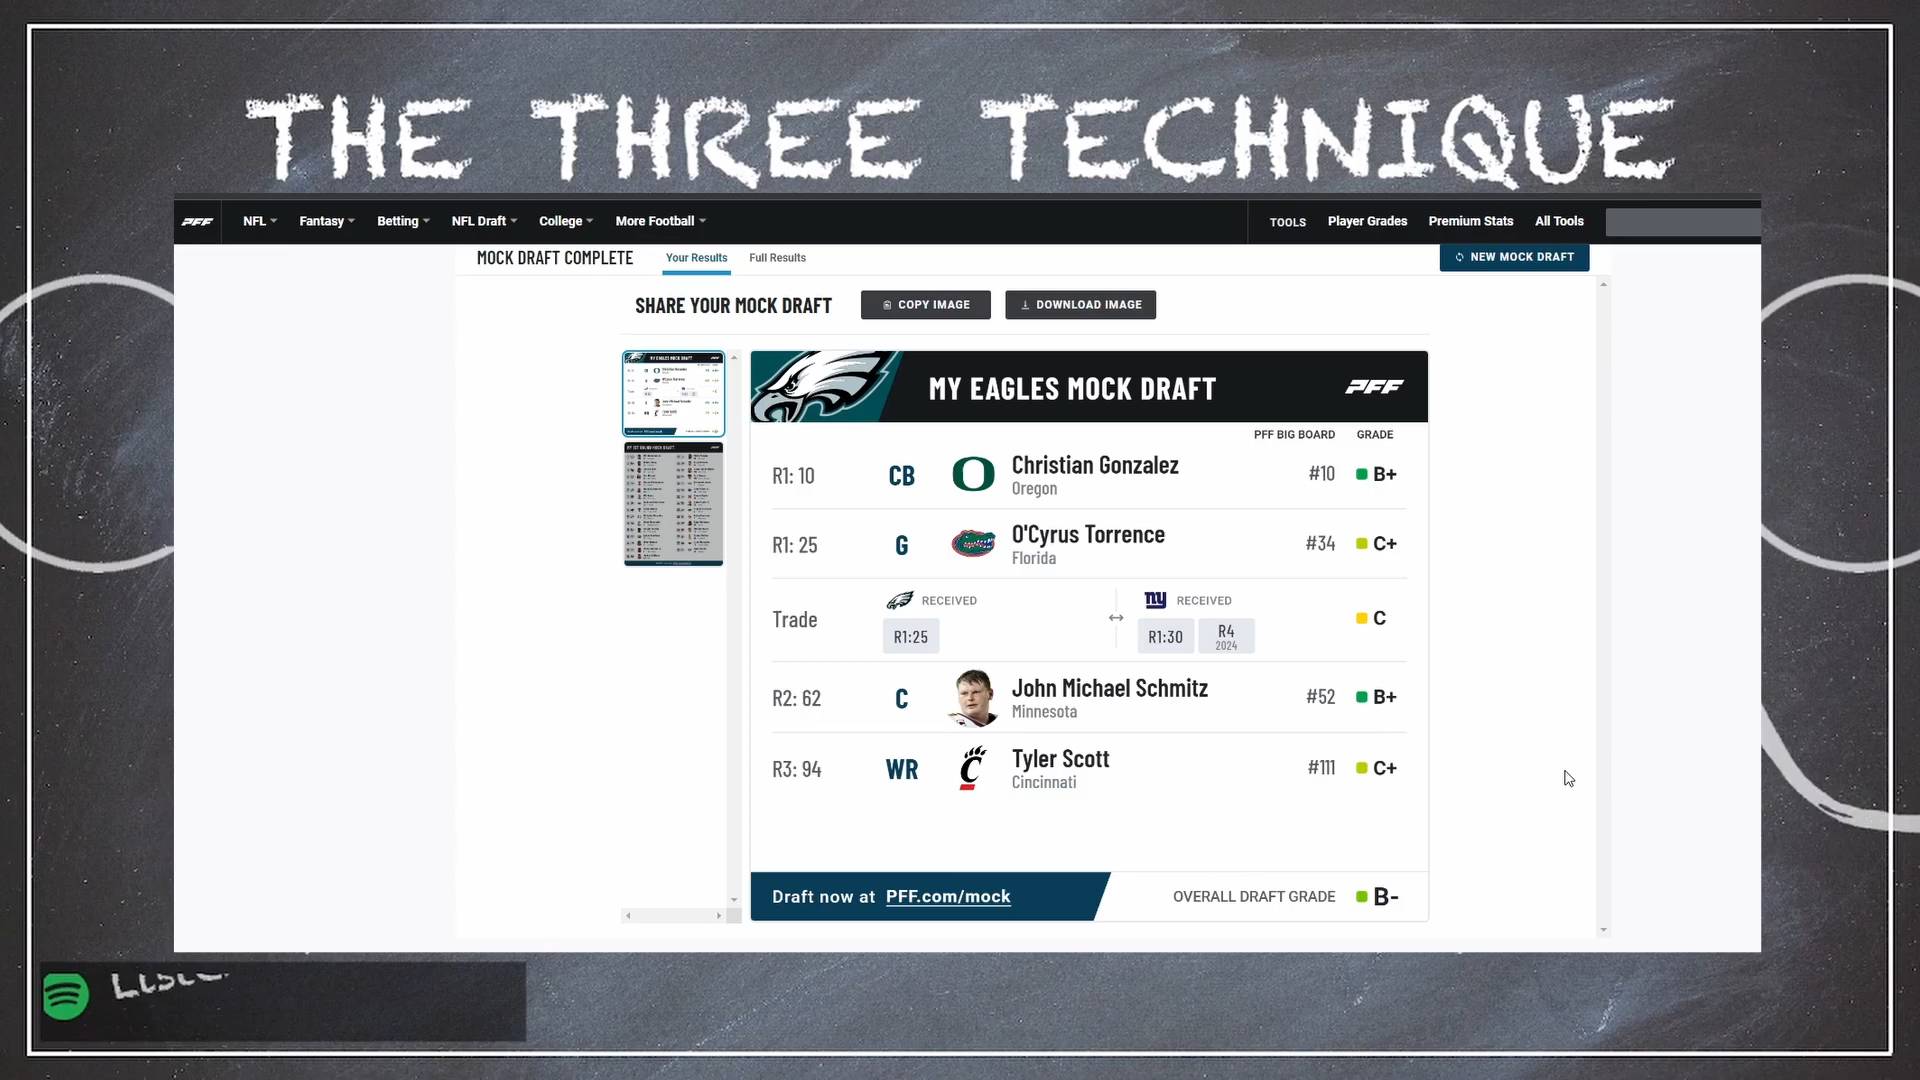 THE THREE TECHNIQUE
PFF NFL Fantasy Betting NFL Draft College More Football TOOLS Player Grades Premium Stats All Tools
MOCK DRAFT COMPLETE Your Results Full Results NEW MOCK DRAFT
SHARE YOUR MOCK DRAFT COPY IMAGE DOWNLOAD IMAGE
MY EAGLES MOCK DRAFT PFF
PFF BIG BOARD GRADE
R1: 10 CB O Christian Gonzalez #10 B+
Oregon
R1: 25 G O'Cyrus Torrence #34 C+
Florida
Trade RECEIVED ny RECEIVED C
R1:25 R1:30 R4
2024
R2: 62 C John Michael Schmitz #52 B+
Minnesota
R3: 94 WR C Tyler Scott #111 C+
Cincinnati
Draft now at PFF.com/mock OVERALL DRAFT GRADE B-